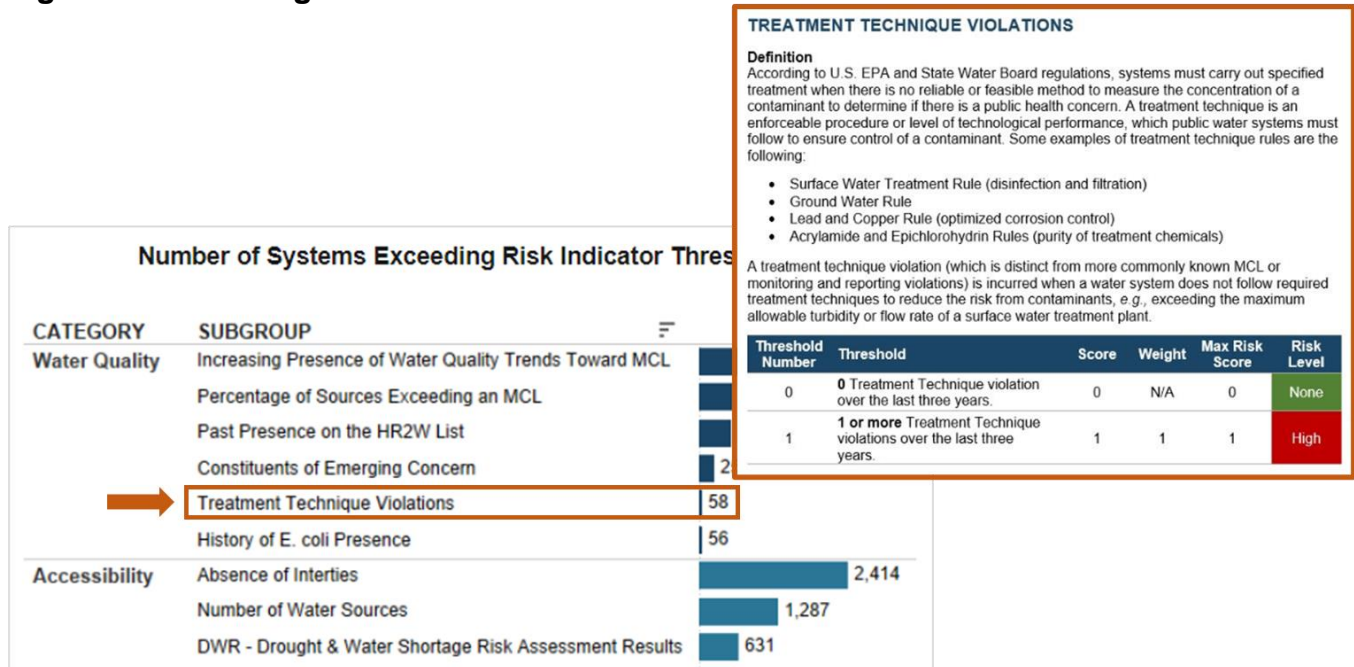 TREATMENT TECHNIQUE VIOLATIONS
Definition
According to U.S. EPA and State Water Board regulations, systems must carry out specified
treatment when there is no reliable or feasible method to measure the concentration of a
contaminant to determine if there is a public health concern. A treatment technique is an
enforceable procedure or level of technological performance, which public water systems must
follow to ensure control of a contaminant. Some examples of treatment technique rules are the
following:
• Surface Water Treatment Rule (disinfection and filtration)
• Ground Water Rule
• Lead and Copper Rule (optimized corrosion control)
• Acrylamide and Epichlorohydrin Rules (purity of treatment chemicals)
A treatment technique violation (which is distinct from more commonly known MCL or
monitoring and reporting violations) is incurred when a water system does not follow required
treatment techniques to reduce the risk from contaminants, e.g., exceeding the maximum
allowable turbidity or flow rate of a surface water treatment plant.
Threshold Number Threshold Score Weight Max Risk Score Risk Level
0 0 Treatment Technique violation
over the last three years. 0 N/A 0 None
1 1 or more Treatment Technique
violations over the last three
years. 1 1 1 High
Number of Systems Exceeding Risk Indicator Thres
CATEGORY SUBGROUP
Water Quality Increasing Presence of Water Quality Trends Toward MCL
Percentage of Sources Exceeding an MCL
Past Presence on the HR2W List
Constituents of Emerging Concern
Treatment Technique Violations 58
History of E. coli Presence 56
Accessibility Absence of Interties 2,414
Number of Water Sources 1,287
DWR - Drought & Water Shortage Risk Assessment Results 631